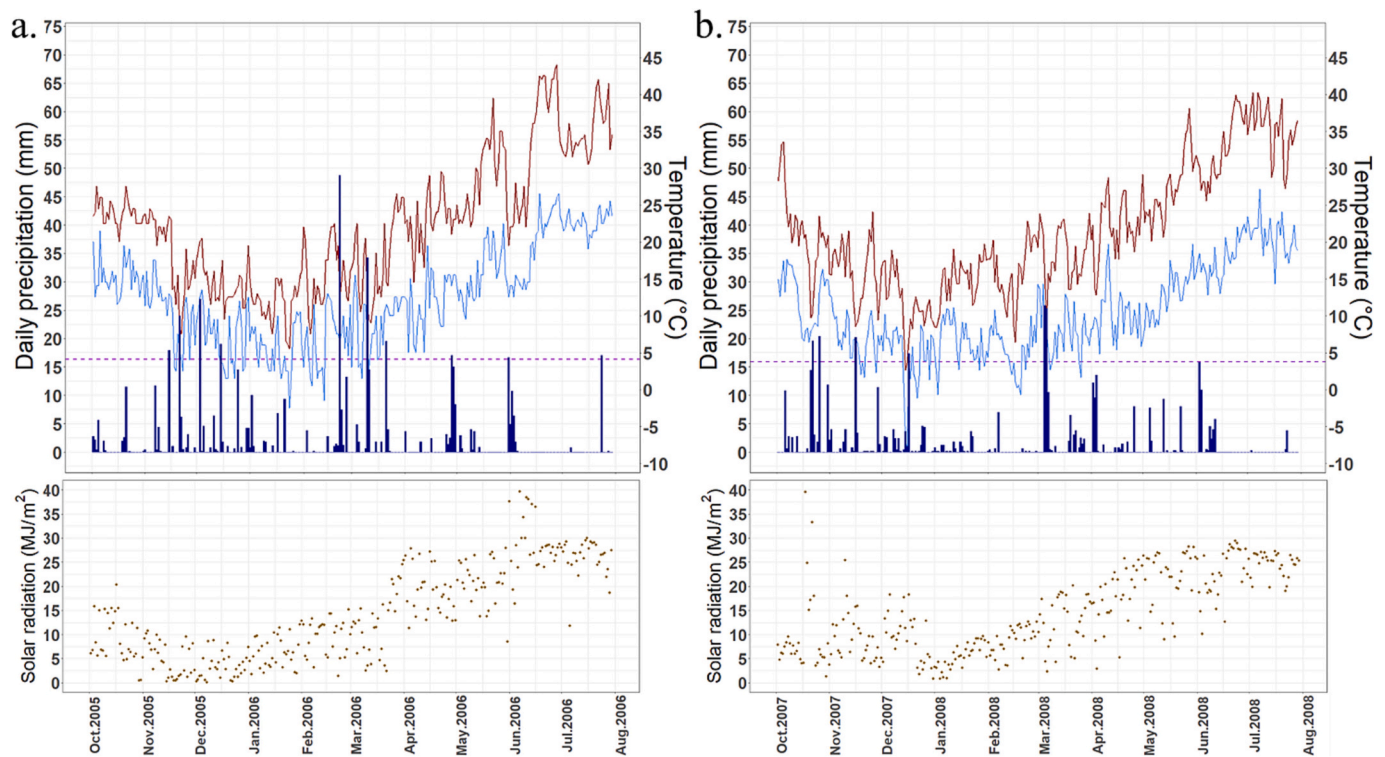 a.
Daily precipitation (mm)
75
70
65
60
55
50
45
40
35
30
25
20
15
10
5
0
45
40
35
30
25
20
15
10
5
0
-5
-10
Temperature (°C)
Solar radiation (MJ/m²)
40
35
30
25
20
15
10
5
0
Oct.2005
Nov.2005
Dec.2005
Jan.2006
Feb.2006
Mar.2006
Apr.2006
May.2006
Jun.2006
Jul.2006
Aug.2006
b.
Daily precipitation (mm)
75
70
65
60
55
50
45
40
35
30
25
20
15
10
5
0
45
40
35
30
25
20
15
10
5
0
-5
-10
Temperature (°C)
Solar radiation (MJ/m²)
40
35
30
25
20
15
10
5
0
Oct.2007
Nov.2007
Dec.2007
Jan.2008
Feb.2008
Mar.2008
Apr.2008
May.2008
Jun.2008
Jul.2008
Aug.2008